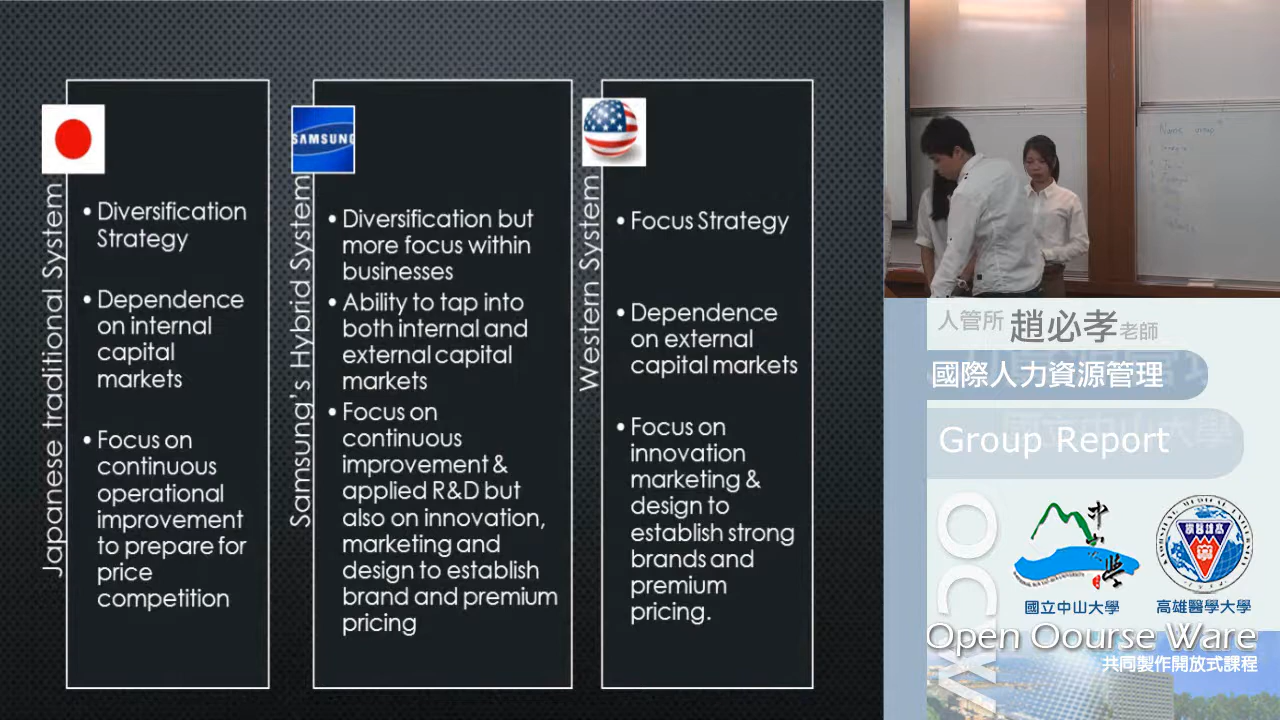 Japanese traditional System
• Diversification
Strategy
• Dependence
on internal
capital
markets
• Focus on
continuous
operational
improvement
to prepare for
price
competition
SAMSUNG
Samsung's Hybrid System
• Diversification but
more focus within
businesses
• Ability to tap into
both internal and
external capital
markets
• Focus on
continuous
improvement &
applied R&D but
also on innovation,
marketing and
design to establish
brand and premium
pricing
Western System
• Focus Strategy
• Dependence
on external
capital markets
• Focus on
innovation
marketing &
design to
establish strong
brands and
premium
pricing.
Name group
人管所 趙必孝老師
國際人力資源管理
Group Report
OCW
國立中山大學
高雄醫學大學
Open Oourse Ware
共同製作開放式課程